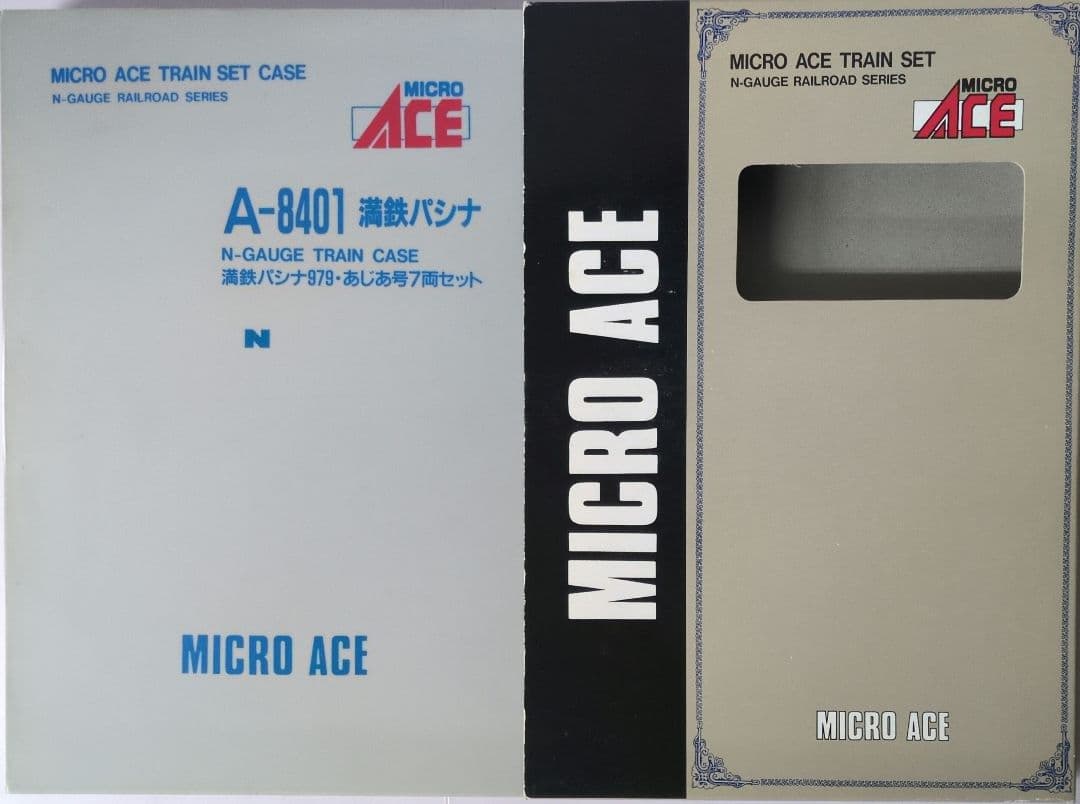 MICRO ACE TRAIN SET CASE
N-GAUGE RAILROAD SERIES
MICRO
ACE
A-8401 満鉄パシナ
N-GAUGE TRAIN CASE
満鉄パシナ979・あじあ号7両セット
N
MICRO ACE
MICRO ACE
MICRO ACE TRAIN SET
N-GAUGE RAILROAD SERIES
MICRO
ACE
MICRO ACE